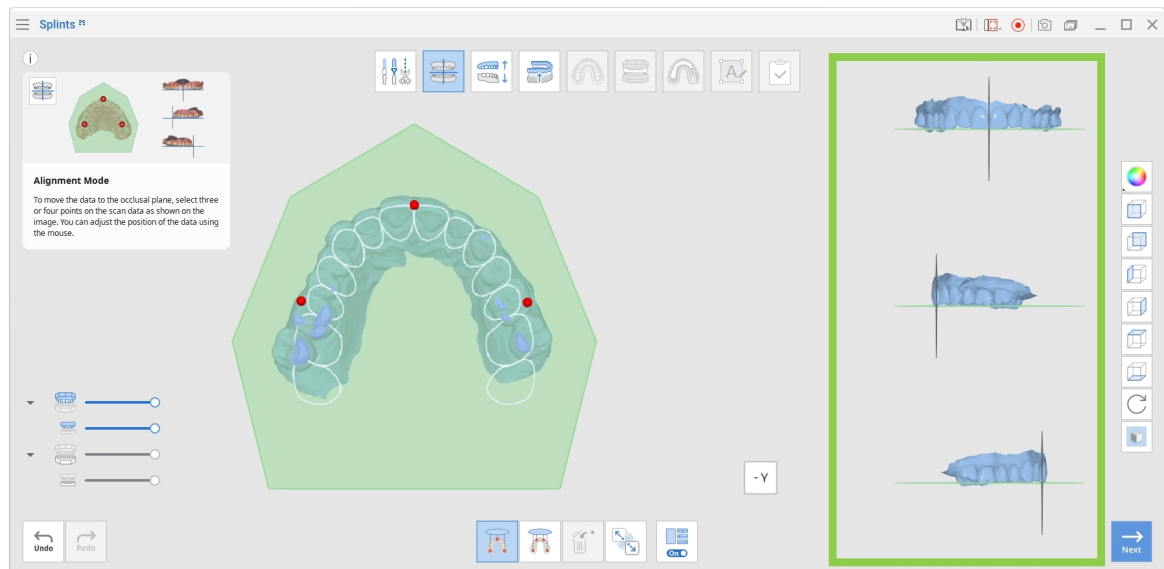 Splints
i
Alignment Mode
To move the data to the occlusal plane, select three
or four points on the scan data as shown on the
image. You can adjust the position of the data using
the mouse.
A
- Y
Undo
Redo
On
Next